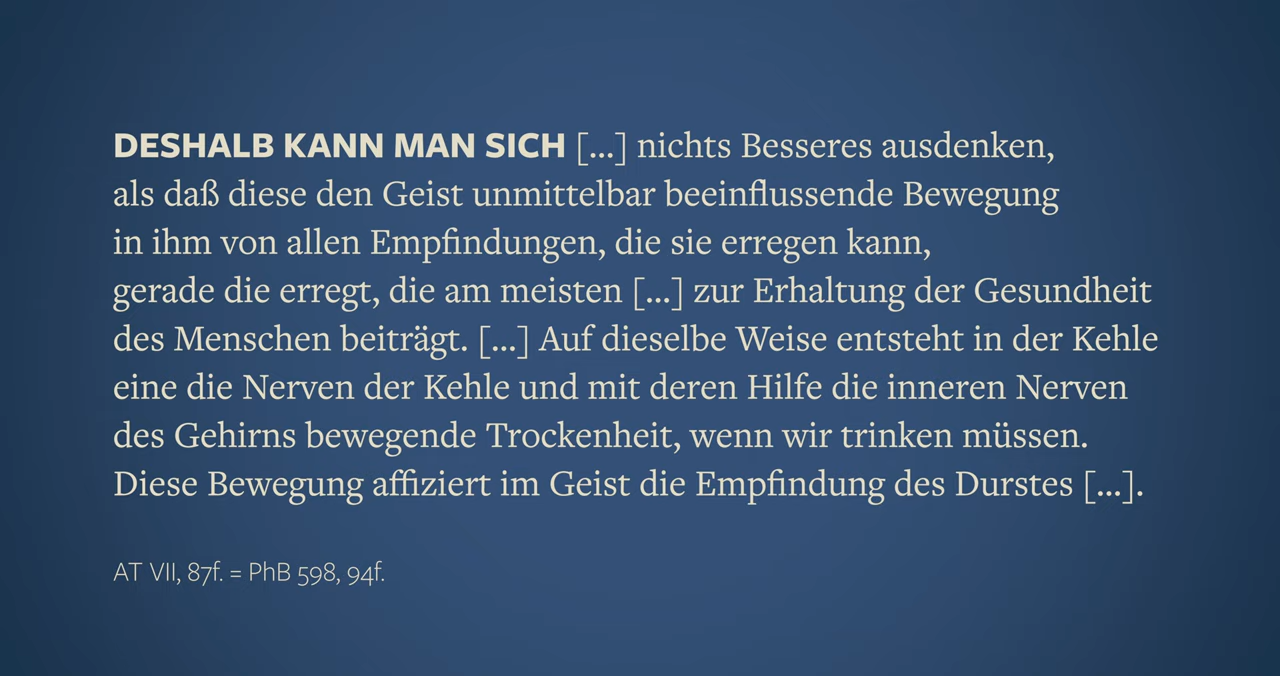 DESHALB KANN MAN SICH [...] nichts Besseres ausdenken,
als daß diese den Geist unmittelbar beeinflussende Bewegung
in ihm von allen Empfindungen, die sie erregen kann,
gerade die erregt, die am meisten [...] zur Erhaltung der Gesundheit
des Menschen beiträgt. [...] Auf dieselbe Weise entsteht in der Kehle
eine die Nerven der Kehle und mit deren Hilfe die inneren Nerven
des Gehirns bewegende Trockenheit, wenn wir trinken müssen.
Diese Bewegung affiziert im Geist die Empfindung des Durstes [...].
AT VII, 87f. = PhB 598, 94f.